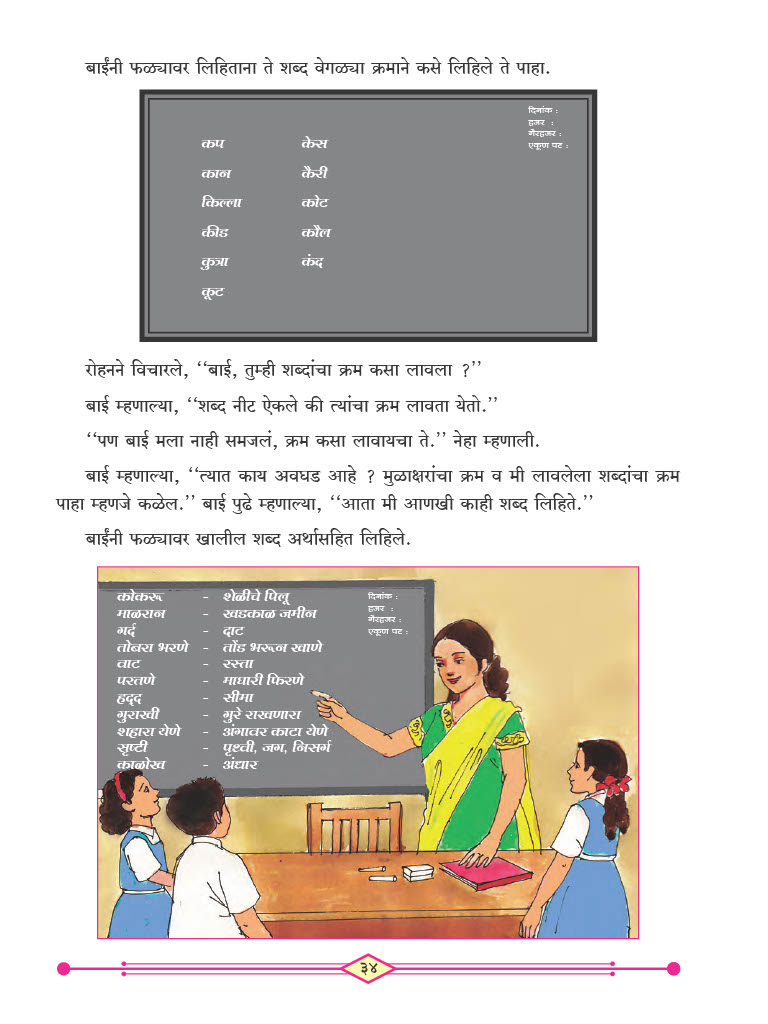 बाईंनी फळ्यावर लिहिताना ते शब्द वेगळ्या क्रमाने कसे लिहिले ते पाहा.
दिनांक :
हजर :
गैरहजर :
एकूण पट :
कप केस
कान कैरी
किल्ला कोट
कीड कौल
कुत्रा कंद
कूट
रोहनने विचारले, ‘‘बाई, तुम्ही शब्दांचा क्रम कसा लावला ?’’
बाई म्हणाल्या, ‘‘शब्द नीट ऐकले की त्यांचा क्रम लावता येतो.’’
‘‘पण बाई मला नाही समजलं, क्रम कसा लावायचा ते.’’ नेहा म्हणाली.
बाई म्हणाल्या, ‘‘त्यात काय अवघड आहे ? मुळाक्षरांचा क्रम व मी लावलेला शब्दांचा क्रम
पाहा म्हणजे कळेल.’’ बाई पुढे म्हणाल्या, ‘‘आता मी आणखी काही शब्द लिहिते.’’
बाईंनी फळ्यावर खालील शब्द अर्थासहित लिहिले.
कोकरू - शेळीचे पिलू
माळरान - खडकाळ जमीन
गर्द - दाट
तोबरा भरणे - तोंड भरून खाणे
वाट - रस्ता
परतणे - माघारी फिरणे
हद्द - सीमा
गुराखी - गुरे राखणारा
शहारा येणे - अंगावर काटा येणे
सृष्टी - पृथ्वी, जग, निसर्ग
काळोख - अंधार
दिनांक :
हजर :
गैरहजर :
एकूण पट :
३४